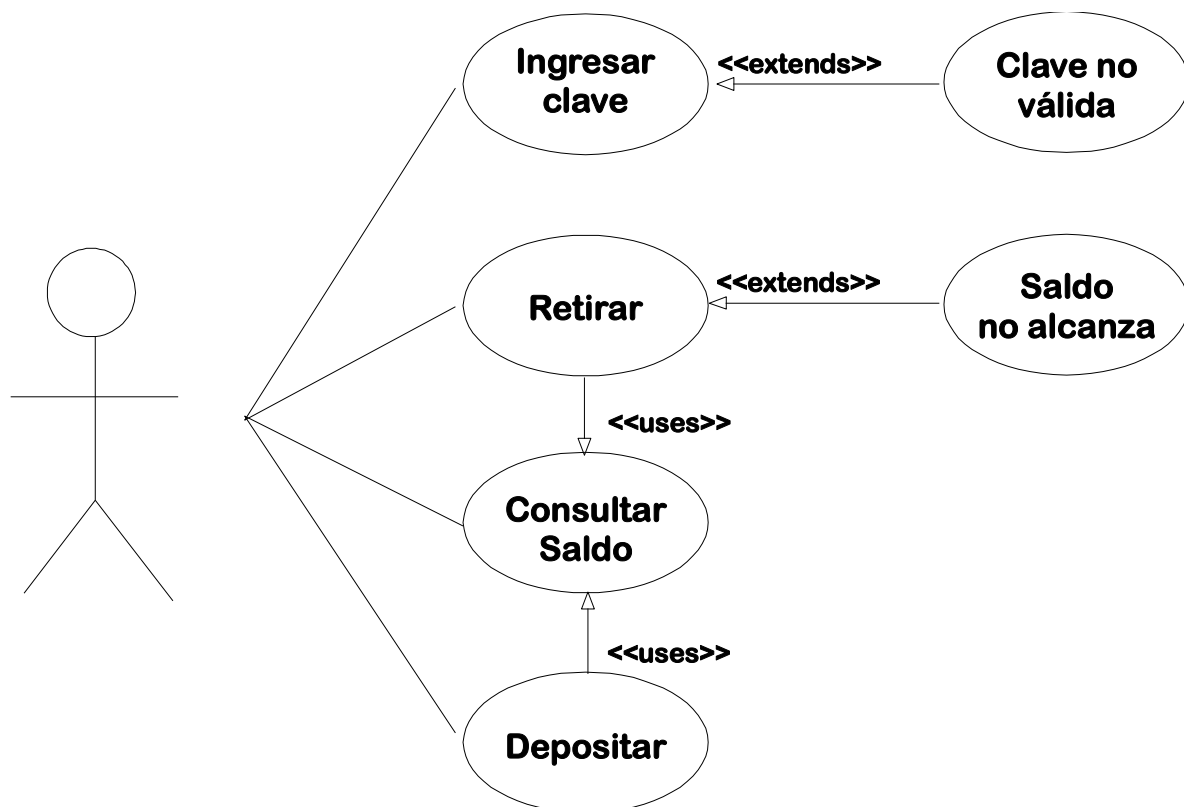 Ingresar
clave
<<extends>>
Clave no
válida
Retirar
<<extends>>
Saldo
no alcanza
<<uses>>
Consultar
Saldo
<<uses>>
Depositar